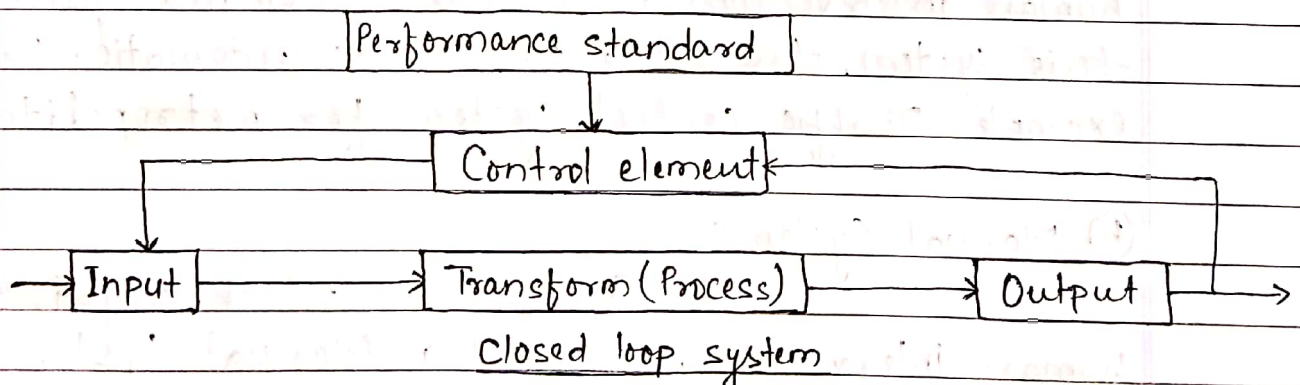 Performance standard
Control element
Input Transform (Process) Output
Closed loop system